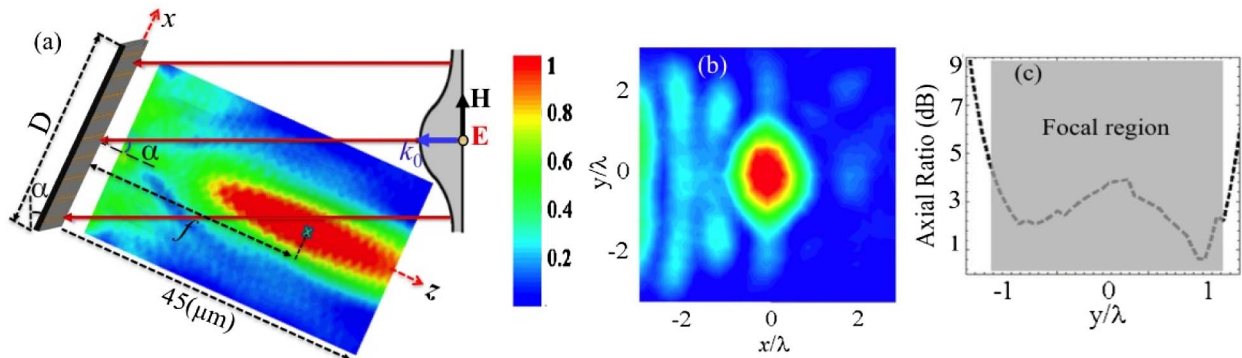 (a)
x
D
α
α
f
45(μm)
z
k₀
H
E
1
0.8
0.6
0.4
0.2
(b)
y/λ
2
0
-2
-2
0
2
x/λ
(c)
Axial Ratio (dB)
9
7
5
3
1
Focal region
-1
0
1
y/λ